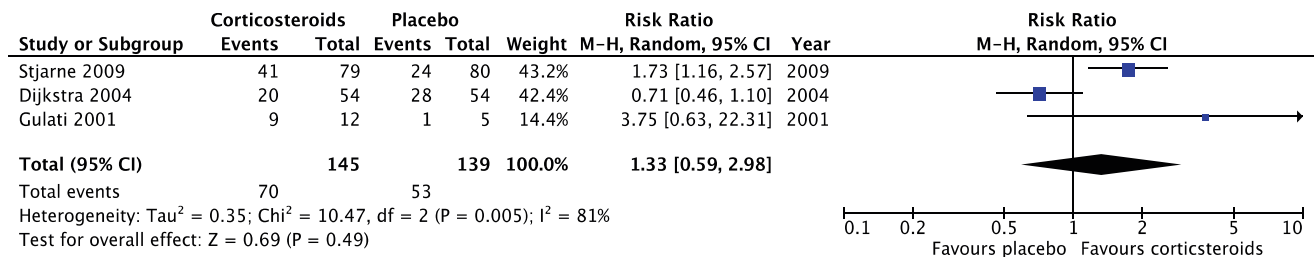 Corticosteroids Placebo Risk Ratio Risk Ratio
Study or Subgroup Events Total Events Total Weight M-H, Random, 95% CI Year M-H, Random, 95% CI
Stjarne 2009 41 79 24 80 43.2% 1.73 [1.16, 2.57] 2009
Dijkstra 2004 20 54 28 54 42.4% 0.71 [0.46, 1.10] 2004
Gulati 2001 9 12 1 5 14.4% 3.75 [0.63, 22.31] 2001
Total (95% CI) 145 139 100.0% 1.33 [0.59, 2.98]
Total events 70 53
Heterogeneity: Tau² = 0.35; Chi² = 10.47, df = 2 (P = 0.005); I² = 81%
Test for overall effect: Z = 0.69 (P = 0.49)
0.1 0.2 0.5 1 2 5 10
Favours placebo Favours corticsteroids